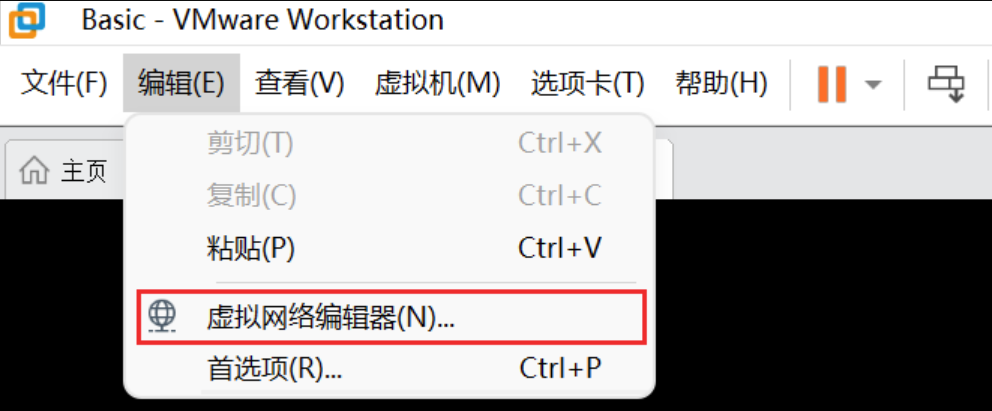 Basic - VMware Workstation
文件(F) 编辑(E) 查看(V) 虚拟机(M) 选项卡(T) 帮助(H)
主页
剪切(T) Ctrl+X
复制(C) Ctrl+C
粘贴(P) Ctrl+V
虚拟网络编辑器(N)...
首选项(R)... Ctrl+P